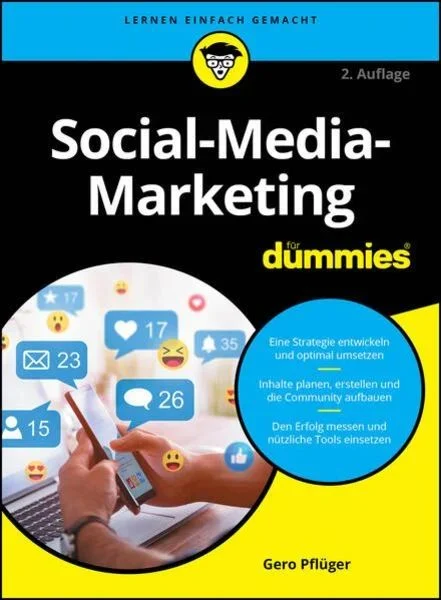 LERNEN EINFACH GEMACHT
2. Auflage
Social-Media-
Marketing
für
dummies®
17
17
35
23
26
15
Eine Strategie entwickeln
und optimal umsetzen
Inhalte planen, erstellen und
die Community aufbauen
Den Erfolg messen und
nützliche Tools einsetzen
Gero Pflüger